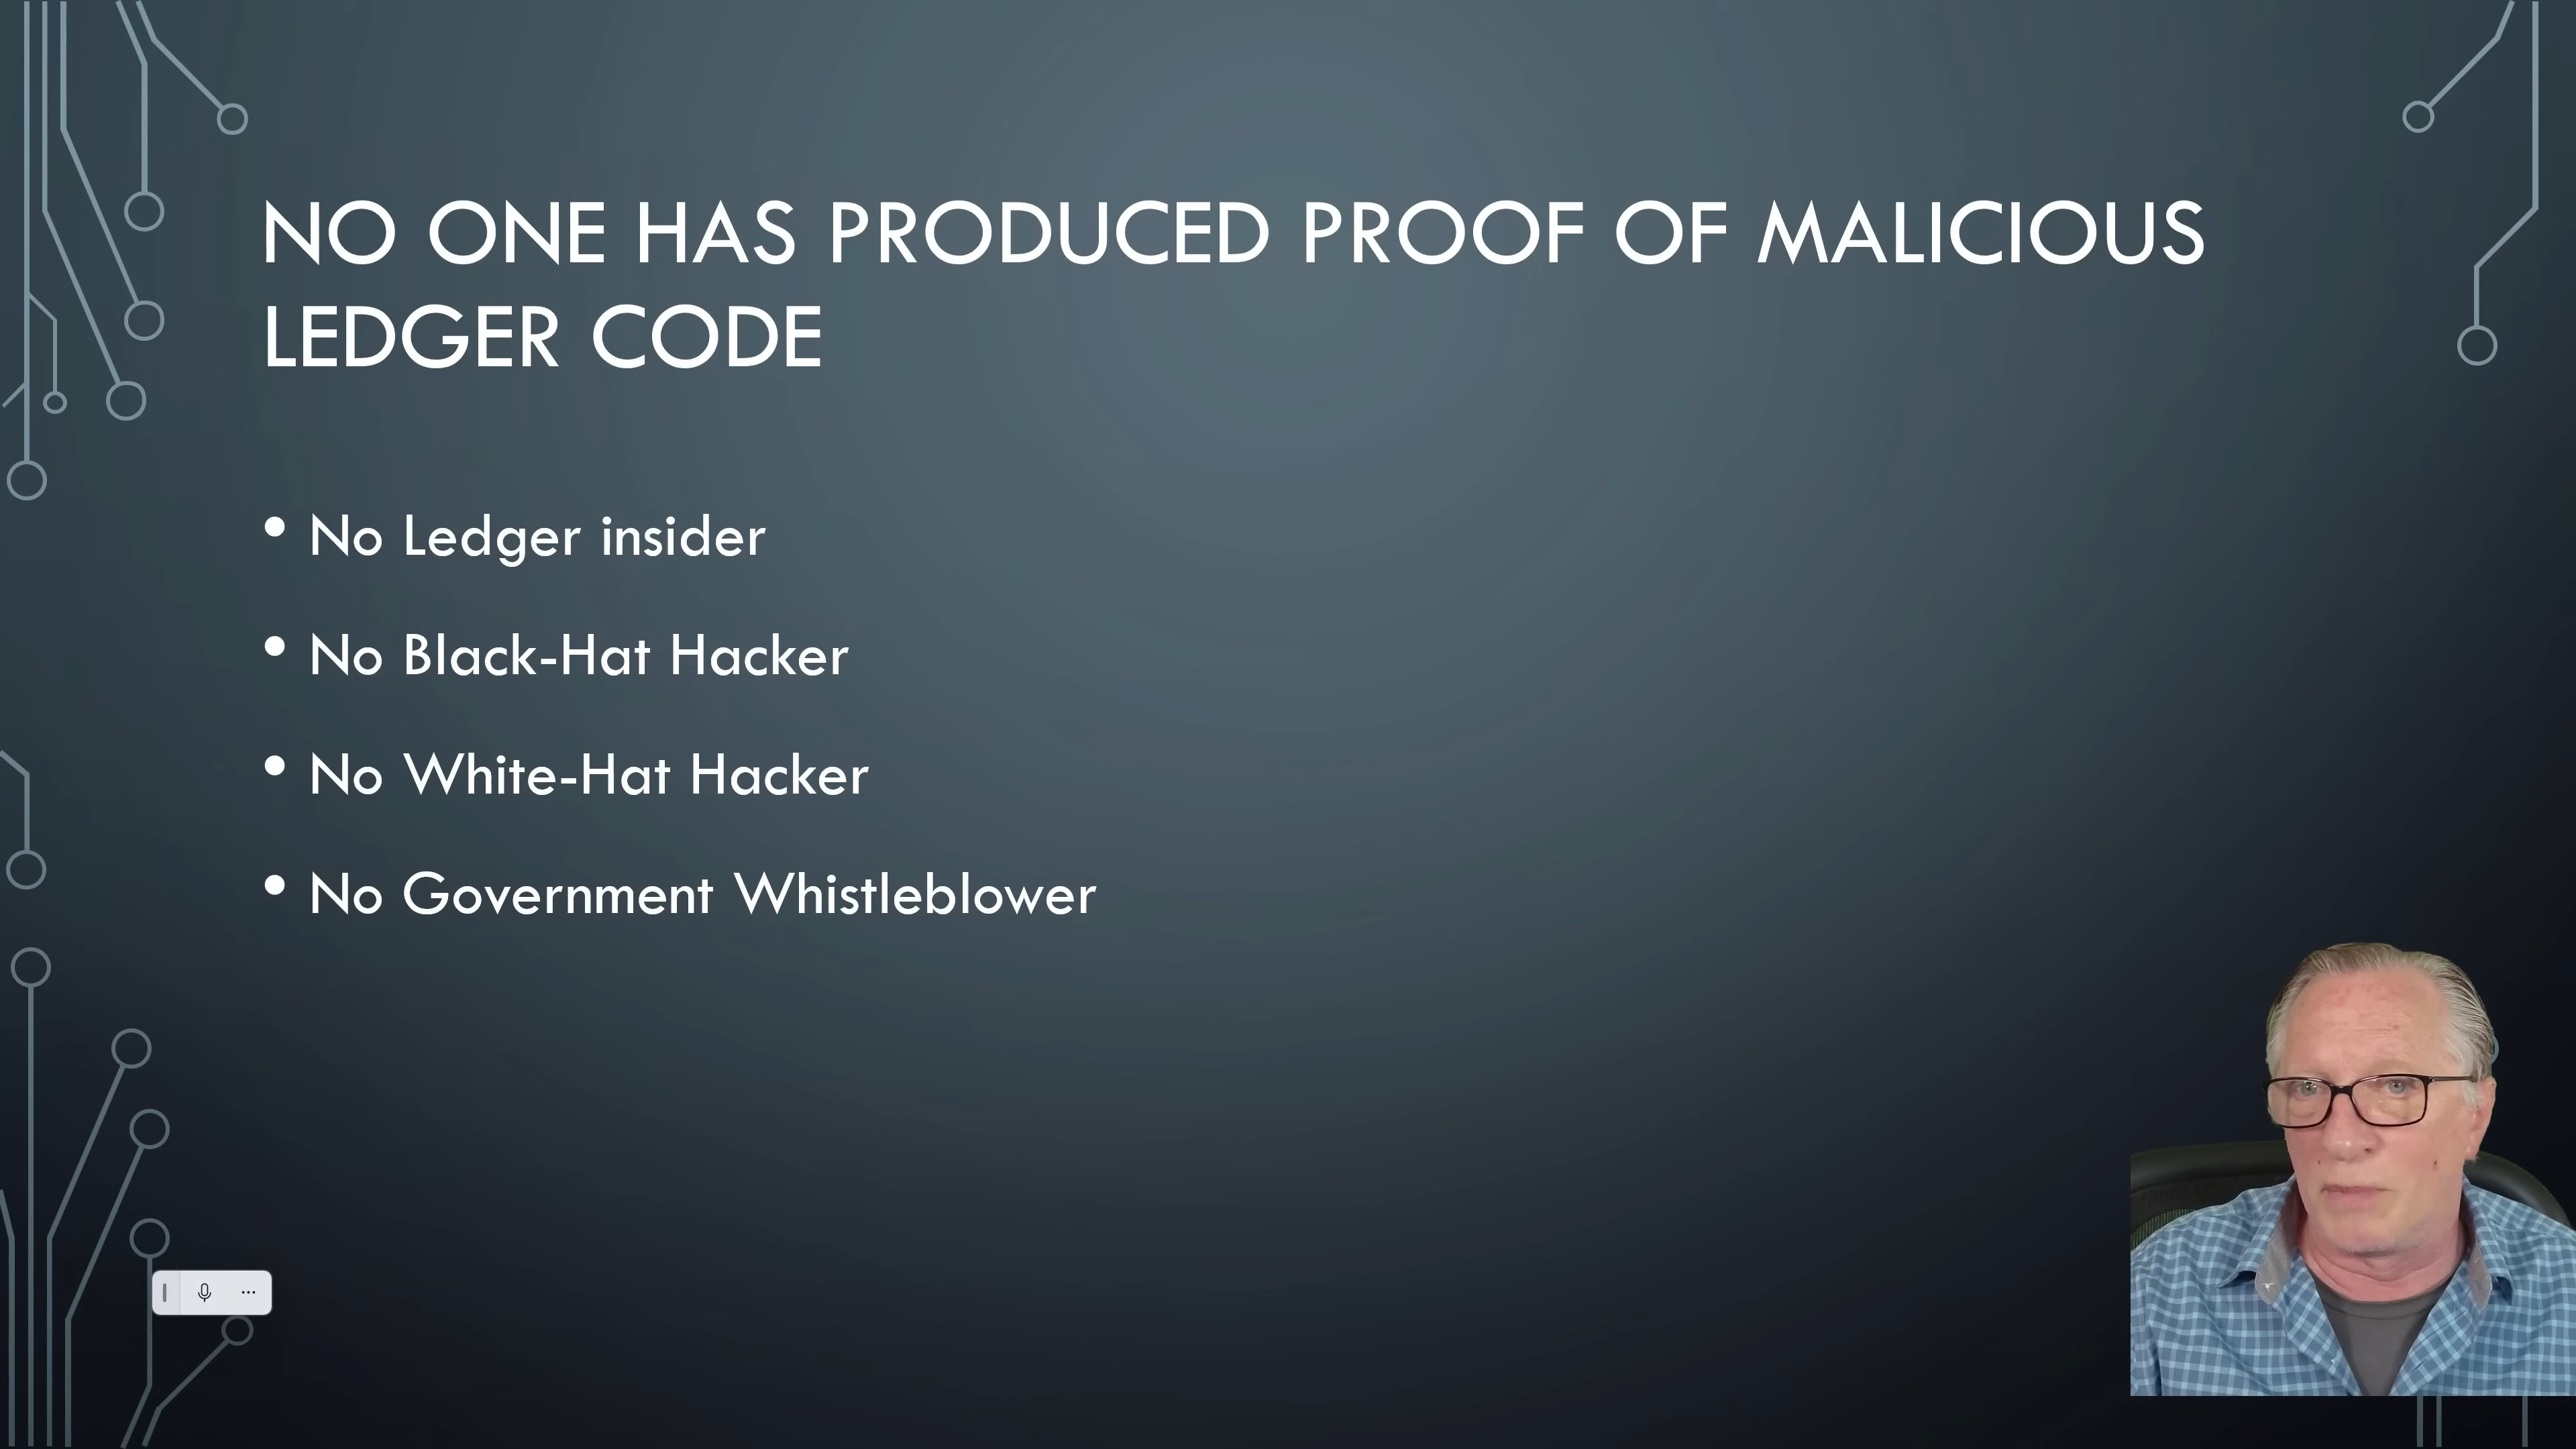 NO ONE HAS PRODUCED PROOF OF MALICIOUS
LEDGER CODE
• No Ledger insider
• No Black-Hat Hacker
• No White-Hat Hacker
• No Government Whistleblower